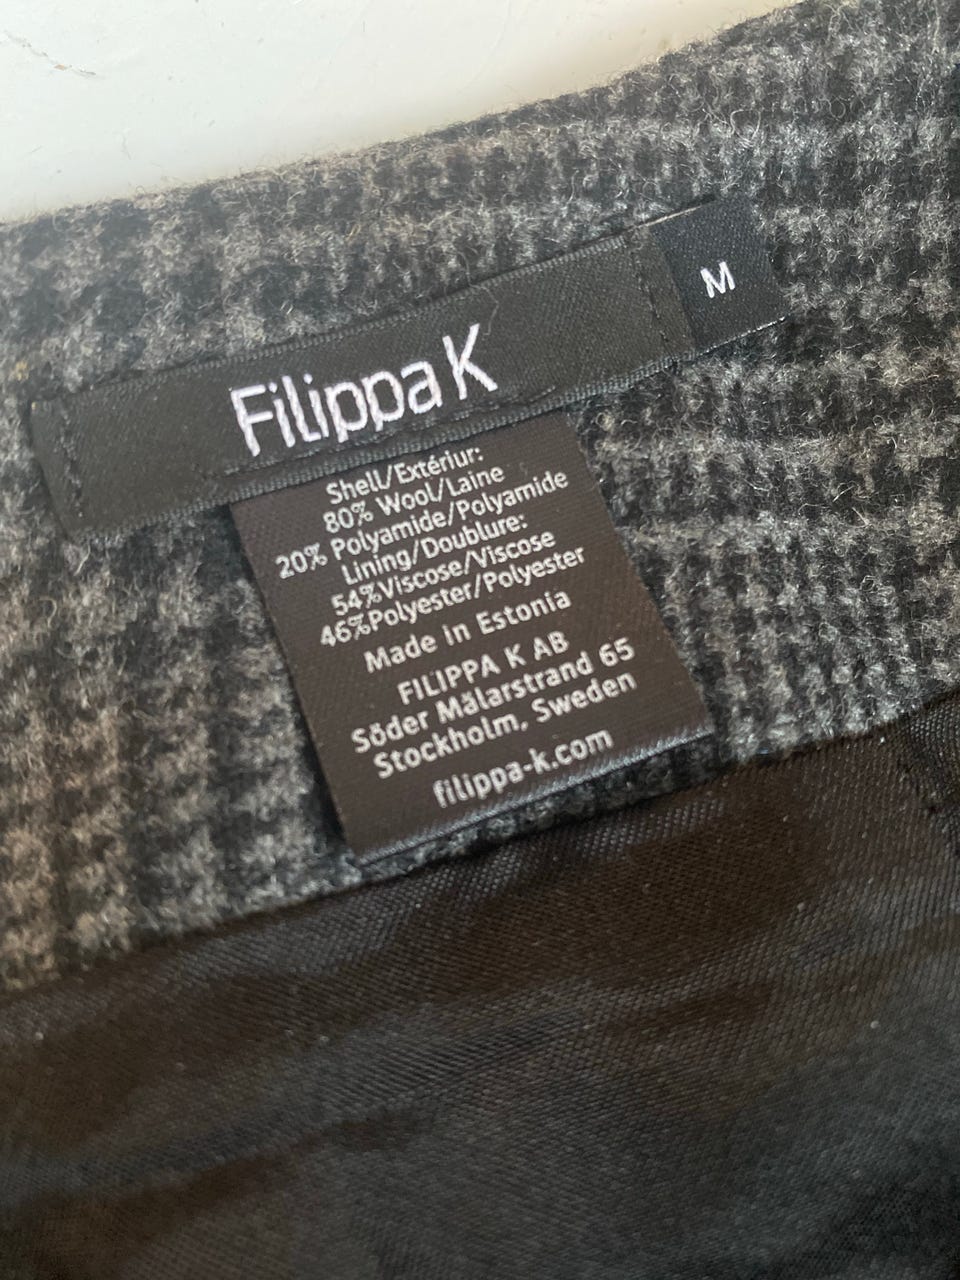 Filippa K
M
Shell/Extériur:
80% Wool/Laine
20% Polyamide/Polyamide
Lining/Doublure:
54%Viscose/Viscose
46%Polyester/Polyester
Made in Estonia
FILIPPA K AB
Söder Mälarstrand 65
Stockholm, Sweden
filippa-k.com